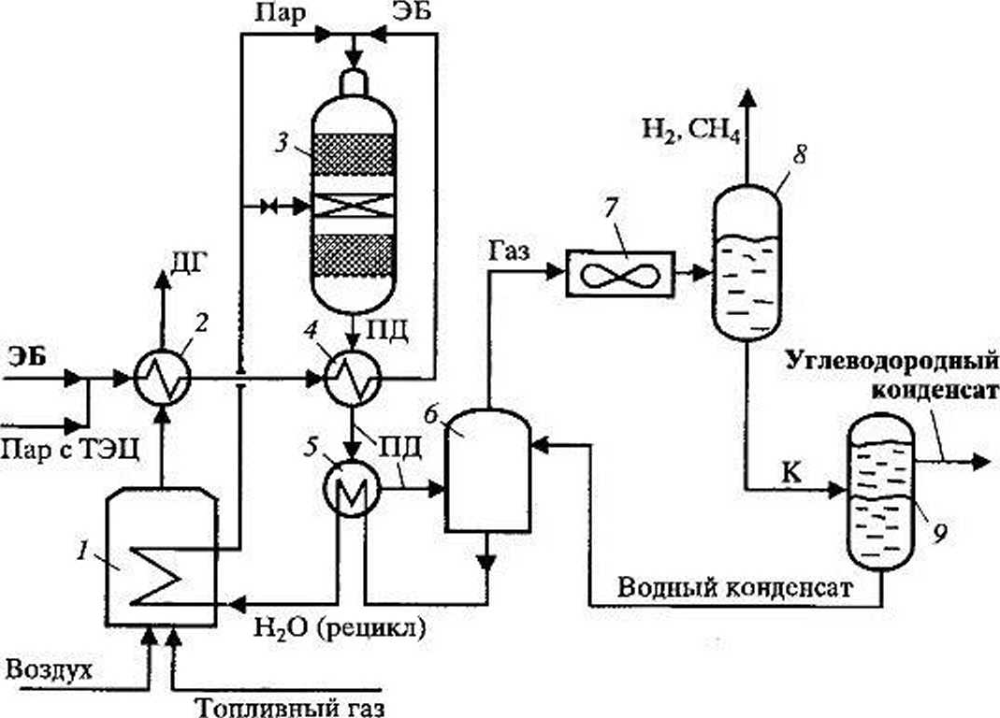 Пар
ЭБ
3
H₂, CH₄
8
7
Газ
ДГ
2
4
ПД
ЭБ
Углеводородный
конденсат
Пар с ТЭЦ
5
ПД
6
К
9
1
Водный конденсат
H₂O (рецикл)
Воздух
Топливный газ